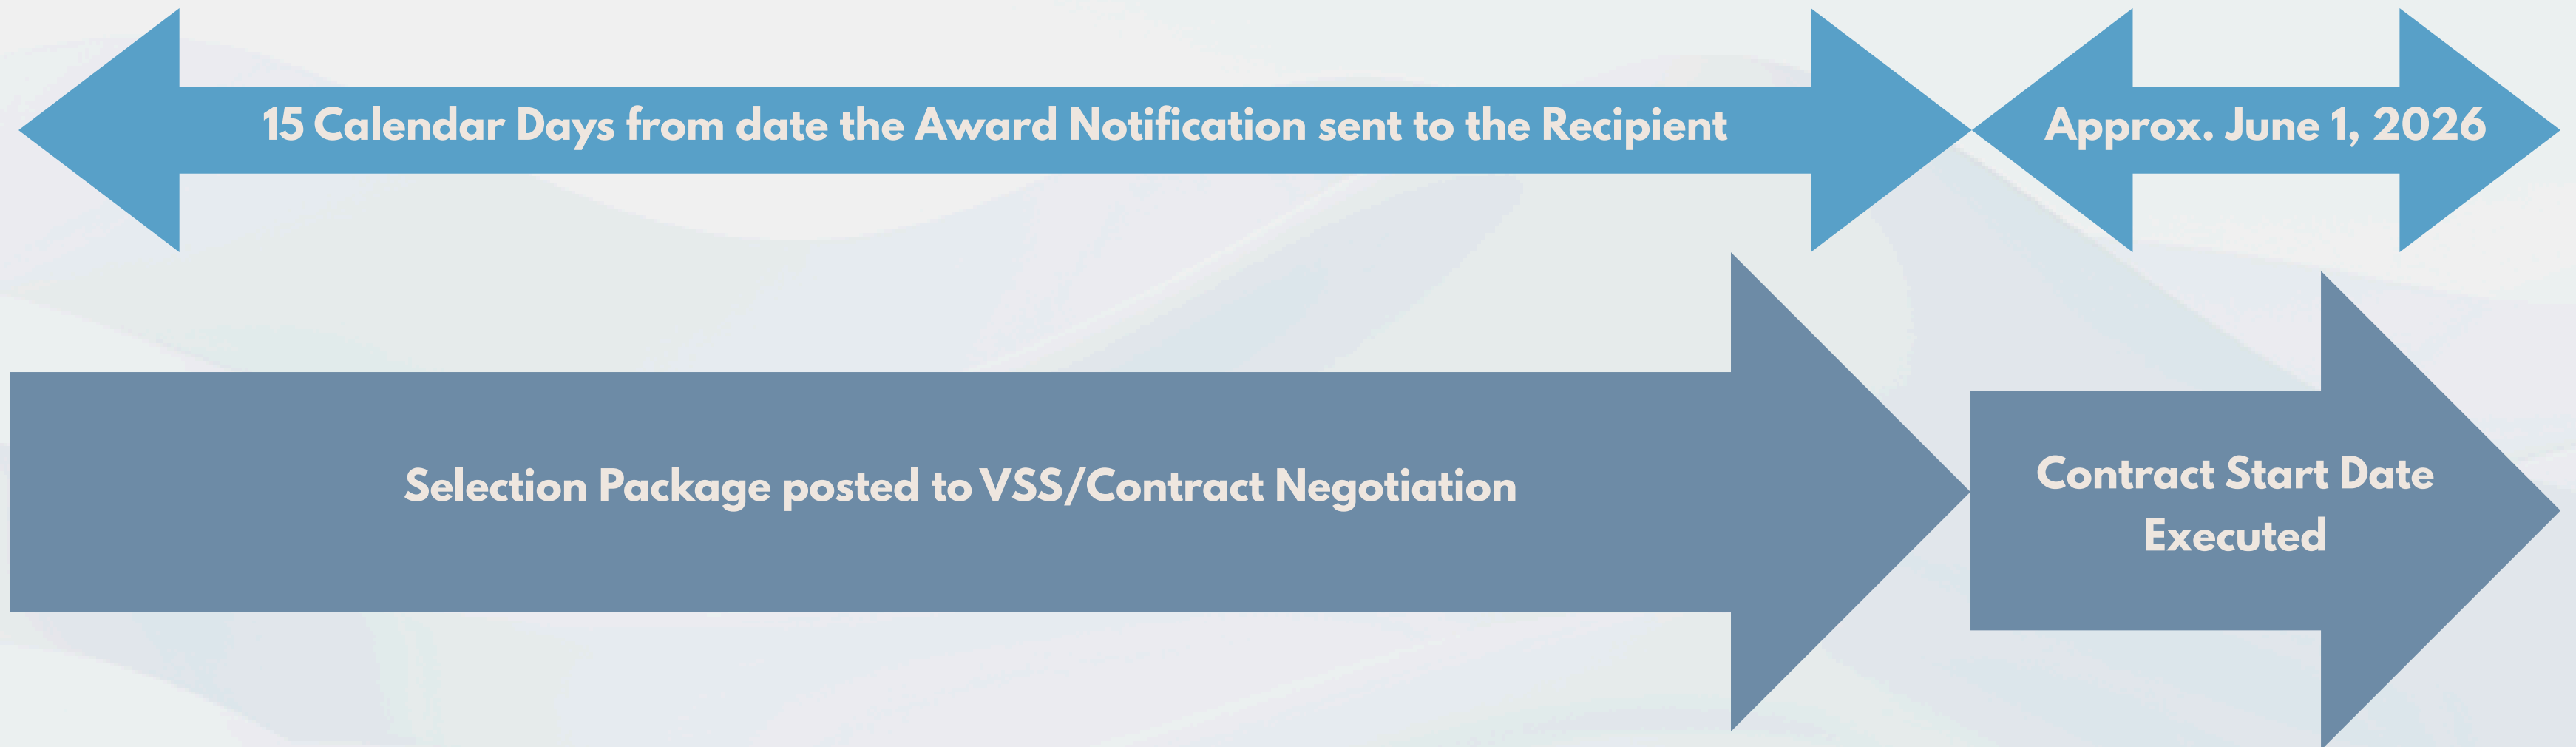 15 Calendar Days from date the Award Notification sent to the Recipient
Approx. June 1, 2026
Selection Package posted to VSS/Contract Negotiation
Contract Start Date
Executed